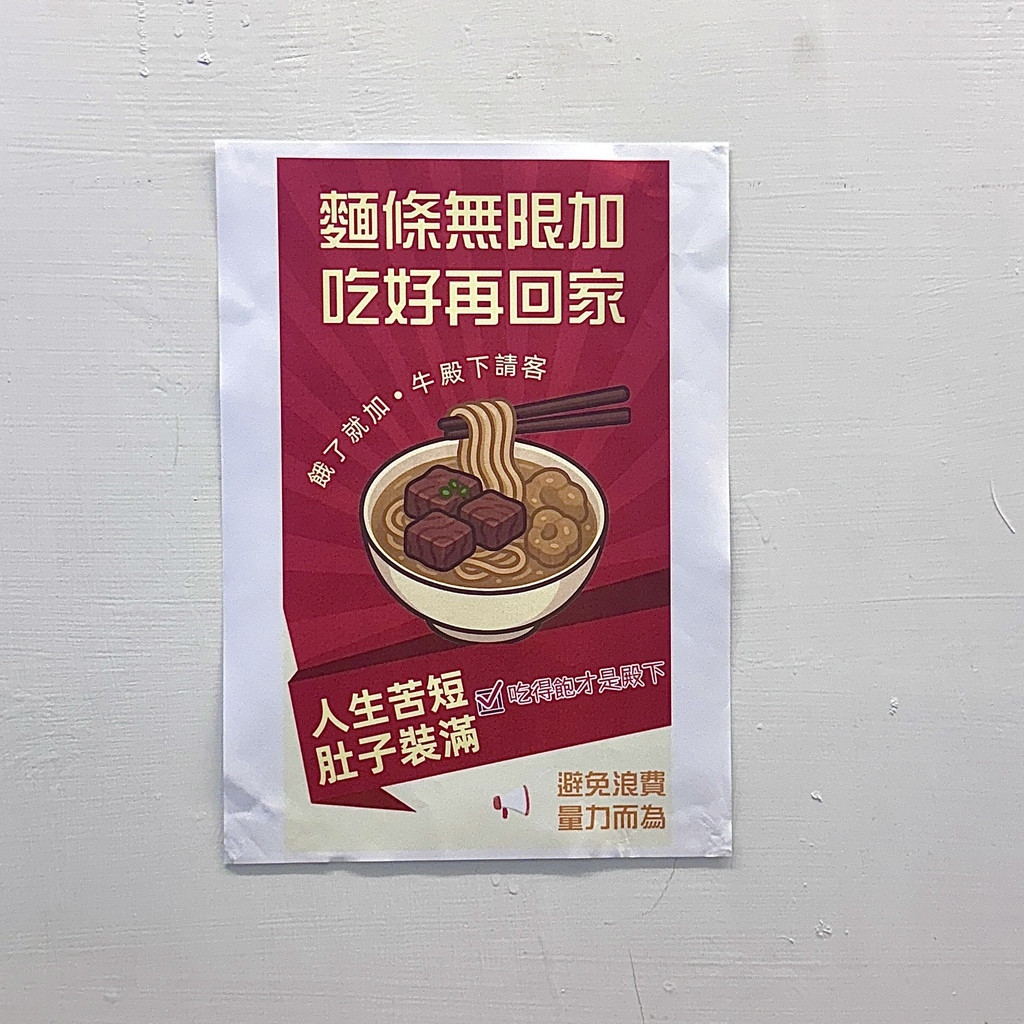 麵條無限加
吃好再回家
餓了就加•牛殿下請客
人生苦短
肚子裝滿
吃得飽才是殿下
避免浪費
量力而為